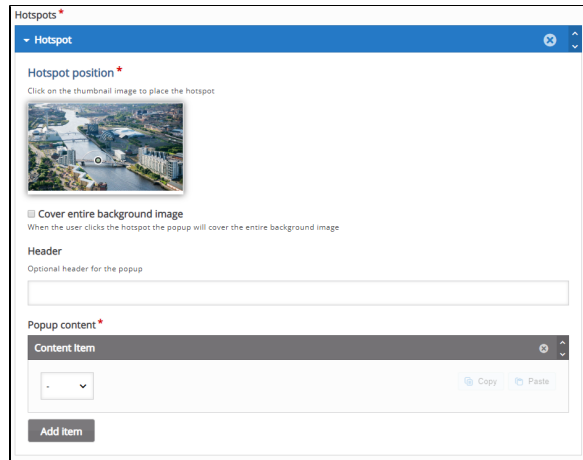 Hotspots *
Hotspot
Hotspot position *
Click on the thumbnail image to place the hotspot
Cover entire background image
When the user clicks the hotspot the popup will cover the entire background image
Header
Optional header for the popup
Popup content *
Content Item
-
Copy Paste
Add item